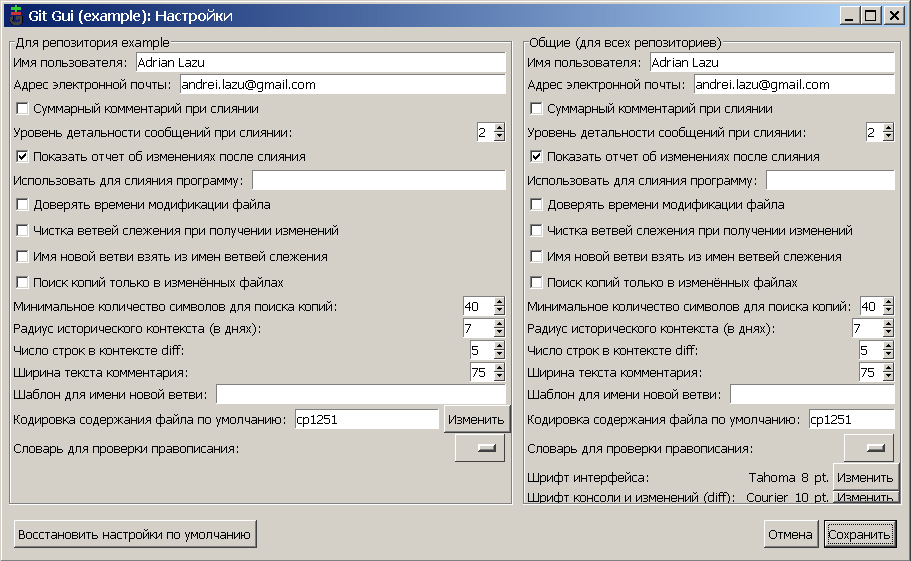 Git Gui (example): Настройки
Для репозитория example
Имя пользователя: Adrian Lazu
Адрес электронной почты: andrei.lazu@gmail.com
Суммарный комментарий при слиянии
Уровень детальности сообщений при слиянии: 2
Показать отчет об изменениях после слияния
Использовать для слияния программу:
Доверять времени модификации файла
Чистка ветвей слежения при получении изменений
Имя новой ветви взять из имен ветвей слежения
Поиск копий только в изменённых файлах
Минимальное количество символов для поиска копий: 40
Радиус исторического контекста (в днях): 7
Число строк в контексте diff: 5
Ширина текста комментария: 75
Шаблон для имени новой ветви:
Кодировка содержания файла по умолчанию: cp1251 Изменить
Словарь для проверки правописания:
Общие (для всех репозиториев)
Имя пользователя: Adrian Lazu
Адрес электронной почты: andrei.lazu@gmail.com
Суммарный комментарий при слиянии
Уровень детальности сообщений при слиянии: 2
Показать отчет об изменениях после слияния
Использовать для слияния программу:
Доверять времени модификации файла
Чистка ветвей слежения при получении изменений
Имя новой ветви взять из имен ветвей слежения
Поиск копий только в изменённых файлах
Минимальное количество символов для поиска копий: 40
Радиус исторического контекста (в днях): 7
Число строк в контексте diff: 5
Ширина текста комментария: 75
Шаблон для имени новой ветви:
Кодировка содержания файла по умолчанию: cp1251
Словарь для проверки правописания:
Шрифт интерфейса: Tahoma 8 pt. Изменить
Шрифт консоли и изменений (diff): Courier 10 pt. Изменить
Восстановить настройки по умолчанию
Отмена
Сохранить